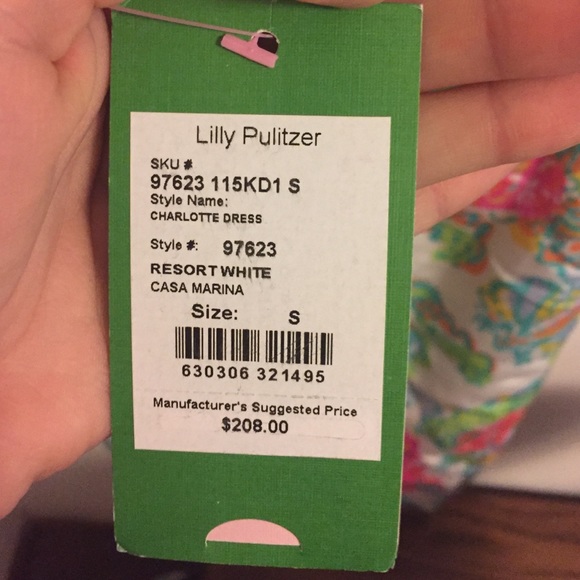 Lilly Pulitzer
SKU #
97623 115KD1 S
Style Name:
CHARLOTTE DRESS
Style #: 97623
RESORT WHITE
CASA MARINA
Size: S
630306 321495
Manufacturer's Suggested Price
$208.00